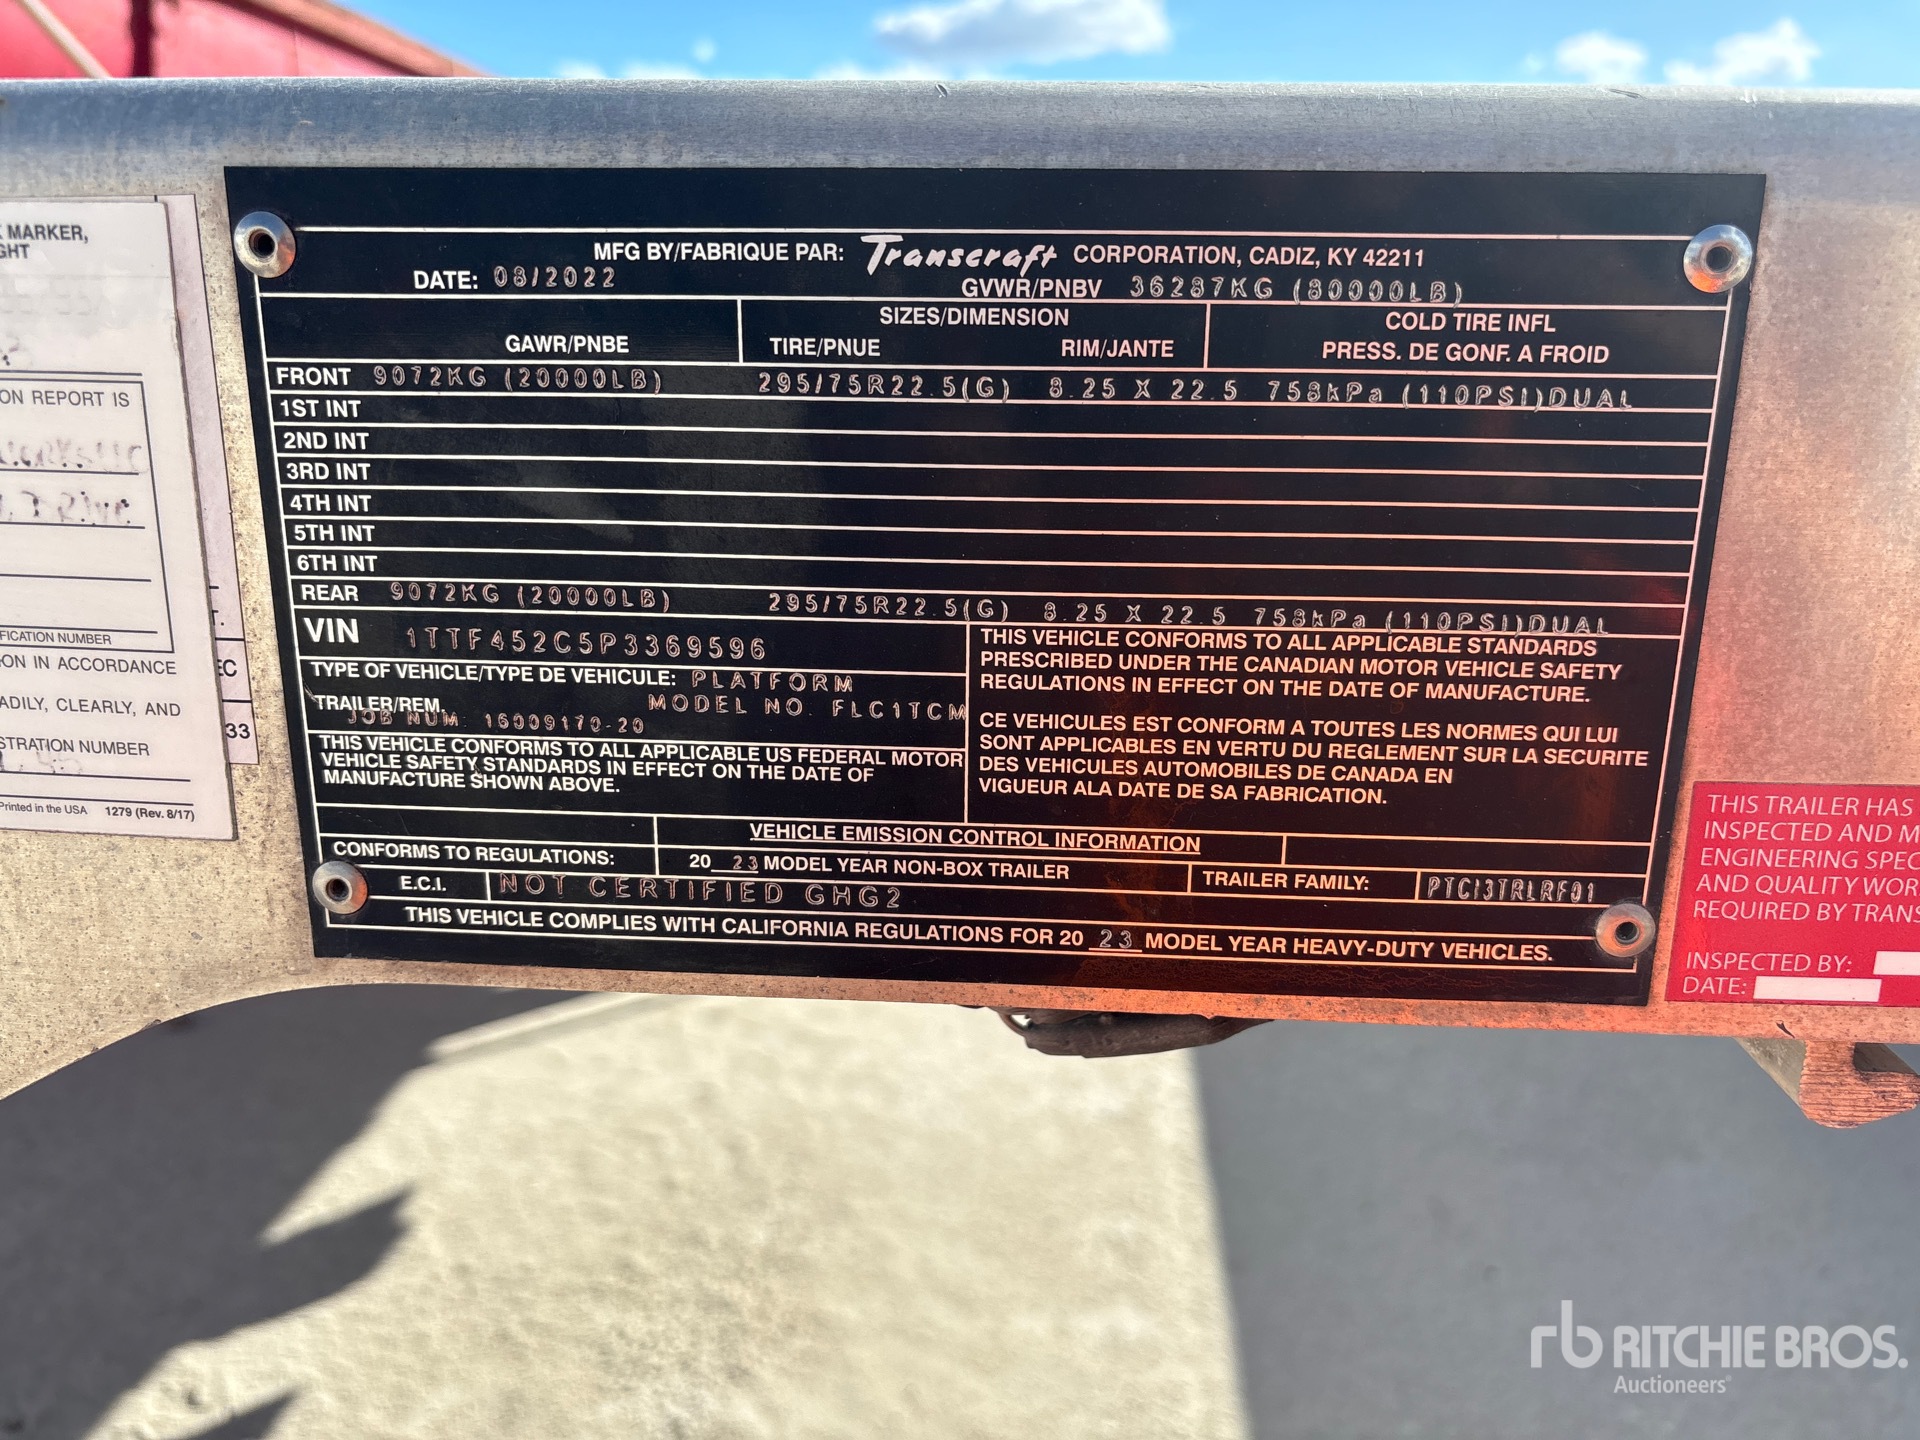 MARKER,
GHT
ON REPORT IS
FICATION NUMBER
ON IN ACCORDANCE
ADILY, CLEARLY, AND
STRATION NUMBER
Printed in the USA 1279 (Rev. 8/17)
T.
EC
33
MFG BY/FABRIQUE PAR: Transcraft CORPORATION, CADIZ, KY 42211
DATE: 08/2022 GVWR/PNBV 36287KG (80000LB)
GAWR/PNBE SIZES/DIMENSION COLD TIRE INFL
TIRE/PNUE RIM/JANTE PRESS. DE GONF. A FROID
FRONT 9072KG (20000LB) 295/75R22.5(G) 8.25 X 22.5 758kPa (110PSI)DUAL
1ST INT
2ND INT
3RD INT
4TH INT
5TH INT
6TH INT
REAR 9072KG (20000LB) 295/75R22.5(G) 8.25 X 22.5 758kPa (110PSI)DUAL
VIN 1TTF452C5P3369596
TYPE OF VEHICLE/TYPE DE VEHICULE: PLATFORM
TRAILER/REM. MODEL NO. FLC1TCM
JOB NUM: 16009170-20
THIS VEHICLE CONFORMS TO ALL APPLICABLE US FEDERAL MOTOR
VEHICLE SAFETY STANDARDS IN EFFECT ON THE DATE OF
MANUFACTURE SHOWN ABOVE.
THIS VEHICLE CONFORMS TO ALL APPLICABLE STANDARDS
PRESCRIBED UNDER THE CANADIAN MOTOR VEHICLE SAFETY
REGULATIONS IN EFFECT ON THE DATE OF MANUFACTURE.
CE VEHICULES EST CONFORM A TOUTES LES NORMES QUI LUI
SONT APPLICABLES EN VERTU DU REGLEMENT SUR LA SECURITE
DES VEHICULES AUTOMOBILES DE CANADA EN
VIGUEUR ALA DATE DE SA FABRICATION.
VEHICLE EMISSION CONTROL INFORMATION
CONFORMS TO REGULATIONS: 20 23 MODEL YEAR NON-BOX TRAILER
E.C.I. NOT CERTIFIED GHG2 TRAILER FAMILY: PTCI3TRLRF01
THIS VEHICLE COMPLIES WITH CALIFORNIA REGULATIONS FOR 20 23 MODEL YEAR HEAVY-DUTY VEHICLES.
THIS TRAILER HAS
INSPECTED AND M
ENGINEERING SPEC
AND QUALITY WOR
REQUIRED BY TRANS
INSPECTED BY:
DATE:
rb RITCHIE BROS.
Auctioneers